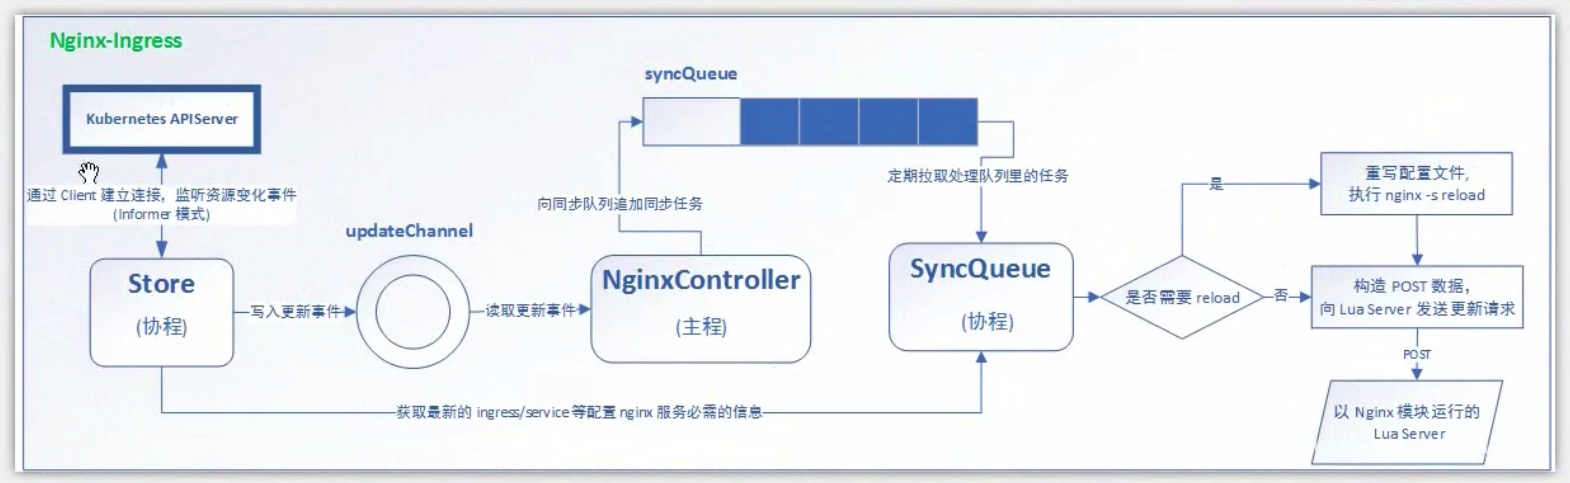 Nginx-Ingress
syncQueue
Kubernetes APIServer
定期拉取处理队列里的任务
重写配置文件,
执行 nginx -s reload
是
通过 Client 建立连接，监听资源变化事件
(Informer 模式)
向同步队列追加同步任务
updateChannel
Store
(协程)
写入更新事件
读取更新事件
NginxController
(主程)
SyncQueue
(协程)
是否需要 reload
否
构造 POST 数据，
向 Lua Server 发送更新请求
POST
获取最新的 ingress/service 等配置 nginx 服务必需的信息
以 Nginx 模块运行的
Lua Server